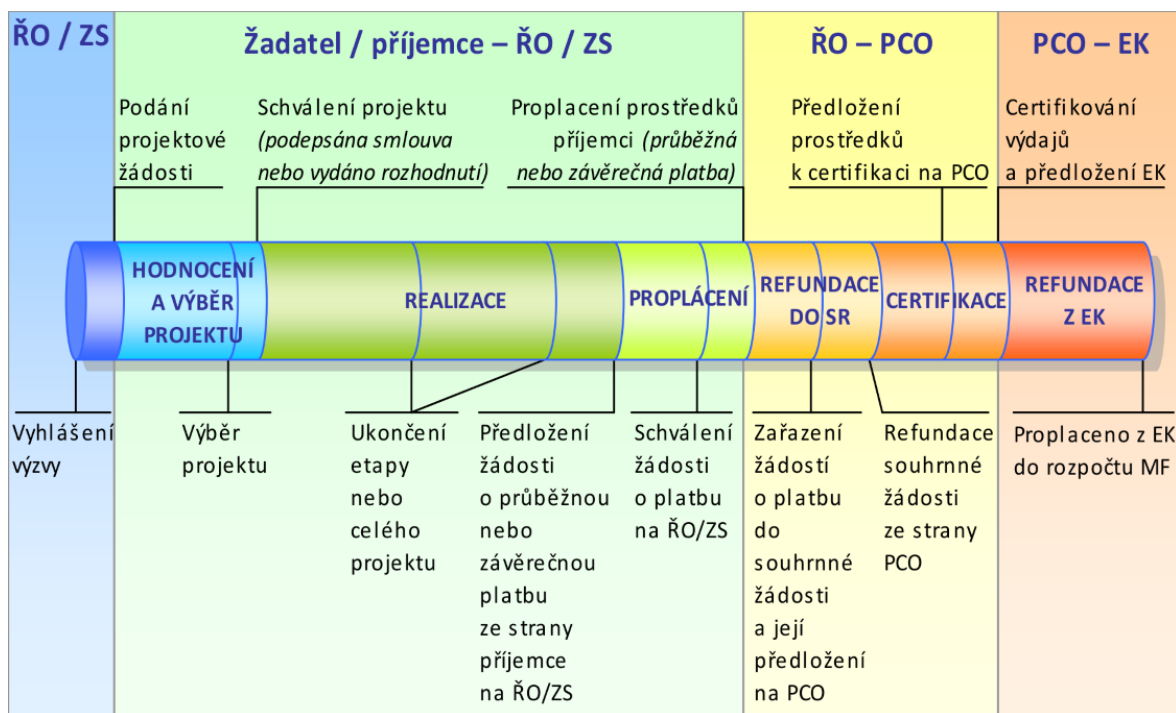 ŘO / ZS
Žadatel / příjemce – ŘO / ZS
ŘO – PCO
PCO – EK
Podání
projektové
žádosti
Schválení projektu
(podepsána smlouva
nebo vydáno rozhodnutí)
Proplacení prostředků
příjemci (průběžná
nebo závěrečná platba)
Předložení
prostředků
k certifikaci na PCO
Certifikování
výdajů
a předložení EK
HODNOCENÍ
A VÝBĚR
PROJEKTU
REALIZACE
PROPLÁCENÍ
REFUNDACE
DO SR
CERTIFIKACE
REFUNDACE
Z EK
Vyhlášení
výzvy
Výběr
projektu
Ukončení
etapy
nebo
celého
projektu
Předložení
žádosti
o průběžnou
nebo
závěrečnou
platbu
ze strany
příjemce
na ŘO/ZS
Schválení
žádosti
o platbu
na ŘO/ZS
Zařazení
žádostí
o platbu
do
souhrnné
žádosti
a její
předložení
na PCO
Refundace
souhrnné
žádosti
ze strany
PCO
Proplaceno z EK
do rozpočtu MF